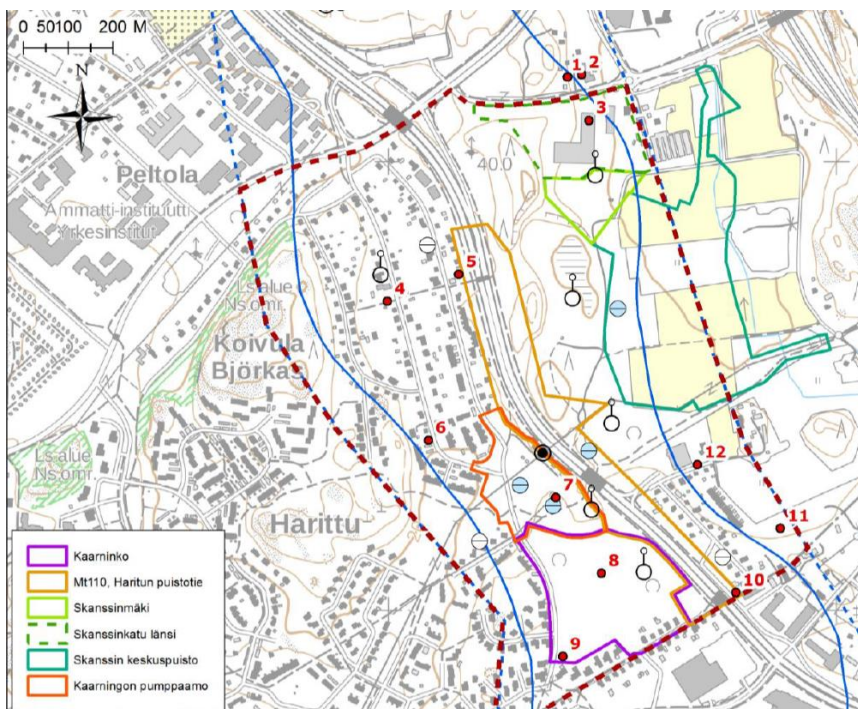 0 50100 200 M
N
1
2
3
40.0
Peltola
Ammatti-instituutti
Yrkesinstitut
Ls.alue
Ns.omr.
4
5
Koivula
Björkas
6
Ls.alue
Ns.omr.
12
7
11
Harittu
8
10
9
Kaarninko
Mt110, Haritun puistotie
Skanssinmäki
Skanssinkatu länsi
Skanssin keskuspuisto
Kaarningon pumppaamo